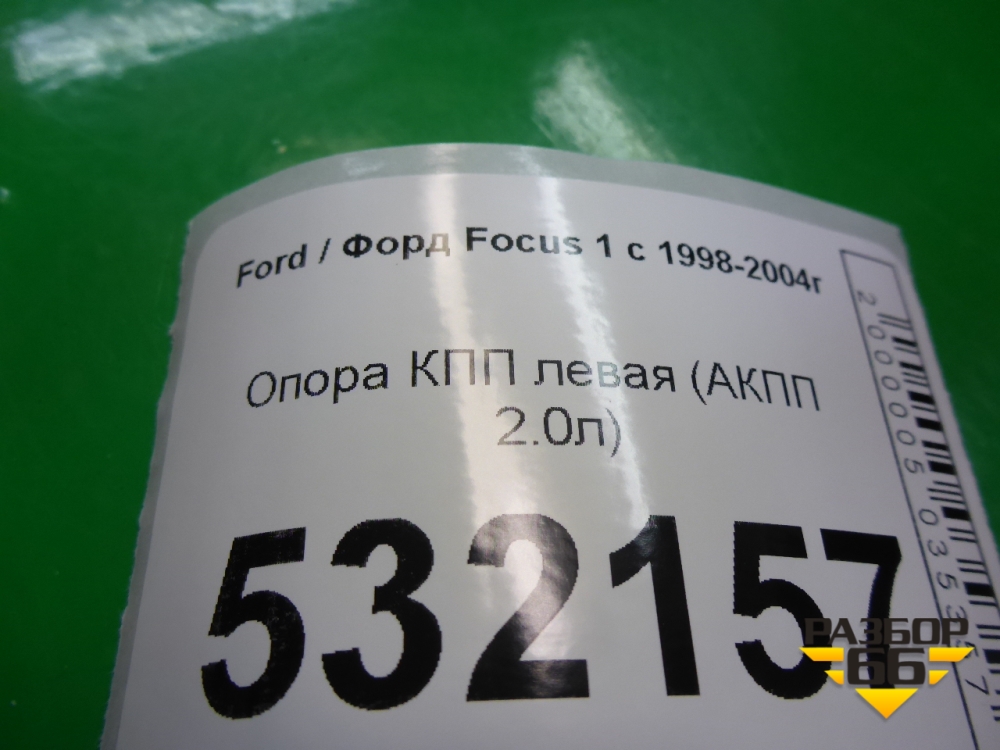 Ford / Форд Focus 1 с 1998-2004г
Опора КПП левая (АКПП
2.0л)
532157
РАЗБОР
66